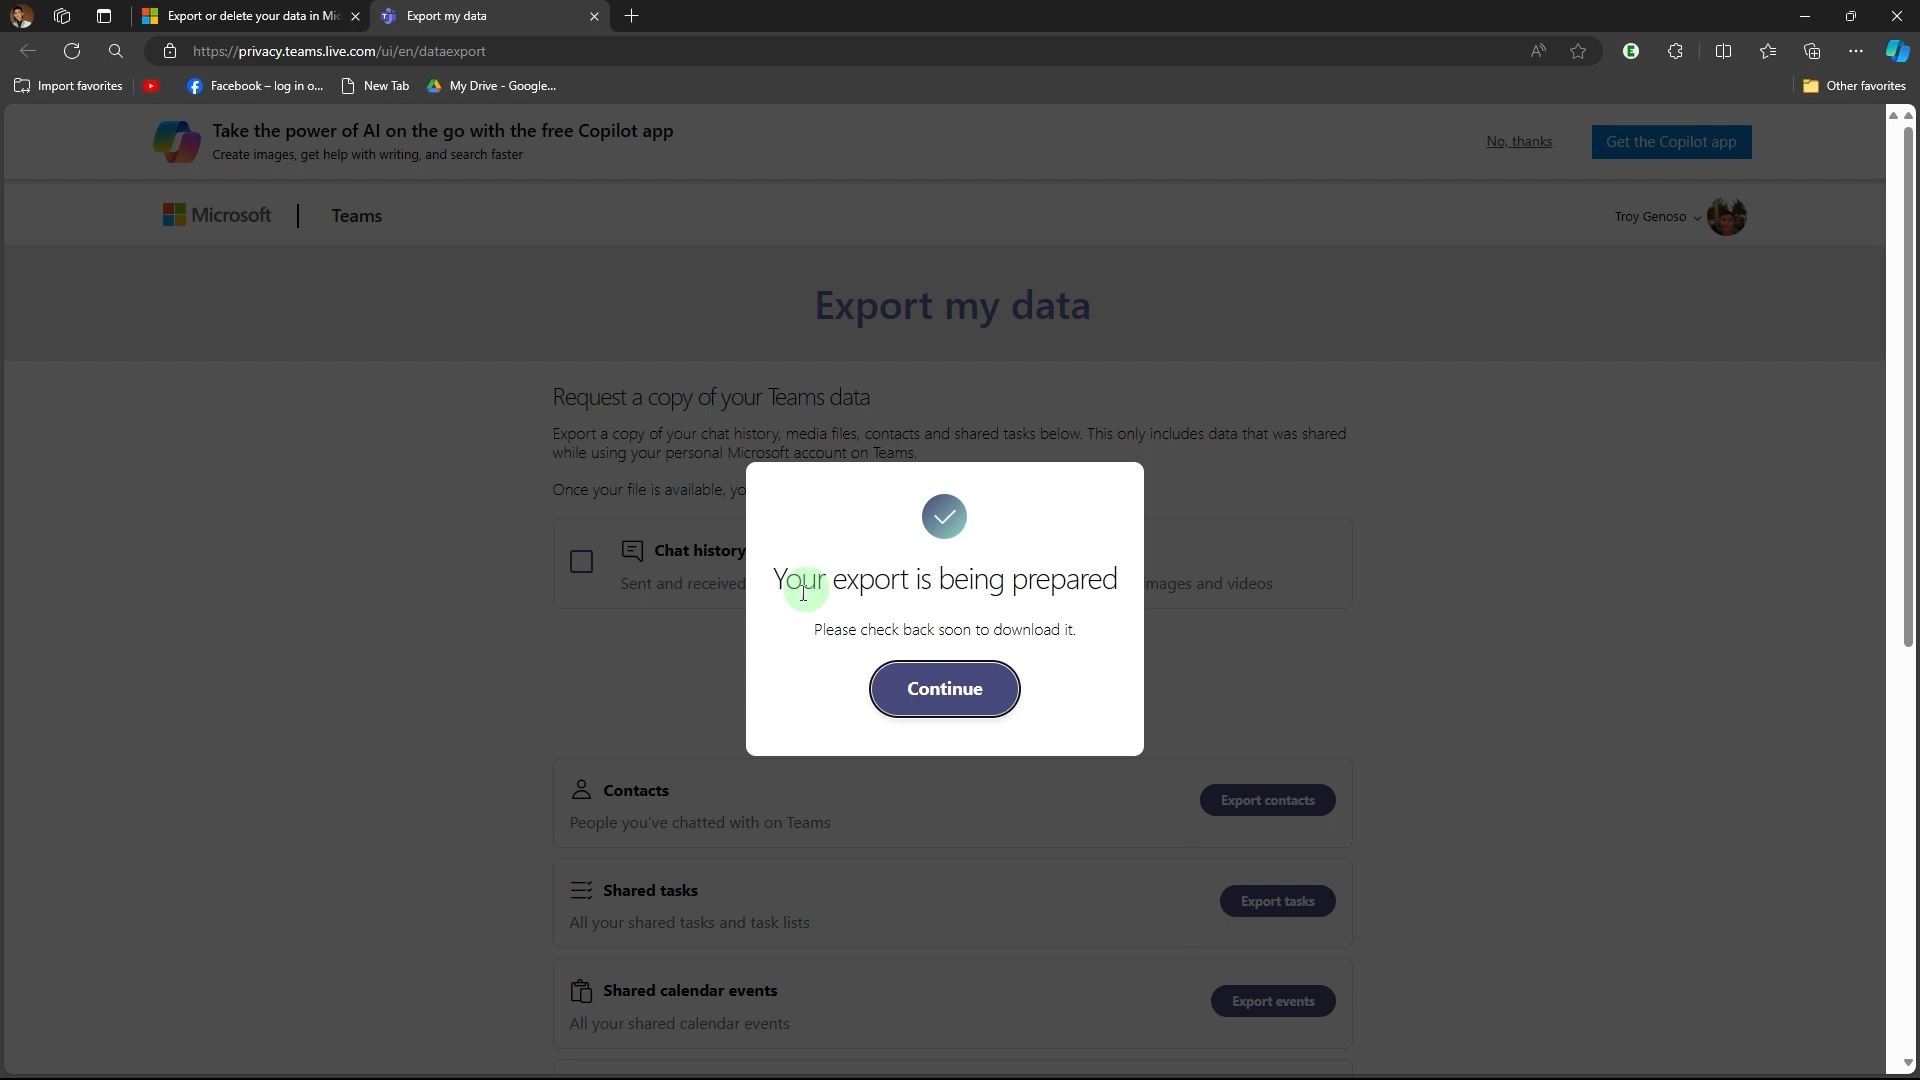 Export or delete your data in Mic
Export my data
https://privacy.teams.live.com/ui/en/dataexport
Import favorites
Facebook – log in o...
New Tab
My Drive - Google...
Other favorites
Take the power of AI on the go with the free Copilot app
Create images, get help with writing, and search faster
No, thanks
Get the Copilot app
Microsoft
Teams
Troy Genoso
Export my data
Request a copy of your Teams data
Export a copy of your chat history, media files, contacts and shared tasks below. This only includes data that was shared
while using your personal Microsoft account on Teams.
Once your file is available, yo
Chat history
Sent and received
mages and videos
Your export is being prepared
Please check back soon to download it.
Continue
Contacts
People you've chatted with on Teams
Export contacts
Shared tasks
All your shared tasks and task lists
Export tasks
Shared calendar events
All your shared calendar events
Export events